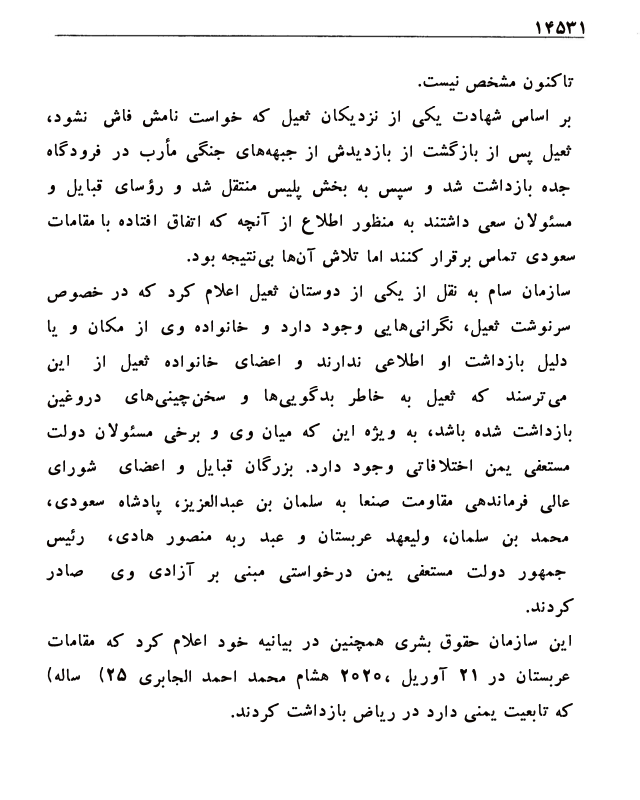 ۱۴۵۳۱
تاکنون مشخص نیست.
بر اساس شهادت یکی از نزدیکان ثعیل که خواست نامش فاش نشود،
ثعیل پس از بازگشت از بازدیدش از جبهه‌های جنگی مأرب در فرودگاه
جده بازداشت شد و سپس به بخش پلیس منتقل شد و رؤسای قبایل و
مسئولان سعی داشتند به منظور اطلاع از آنچه که اتفاق افتاده با مقامات
سعودی تماس برقرار کنند اما تلاش آن‌ها بی‌نتیجه بود.
سازمان سام به نقل از یکی از دوستان ثعیل اعلام کرد که در خصوص
سرنوشت ثعیل، نگرانی‌هایی وجود دارد و خانواده وی از مکان و یا
دلیل بازداشت او اطلاعی ندارند و اعضای خانواده ثعیل از این
می‌ترسند که ثعیل به خاطر بدگویی‌ها و سخن‌چینی‌های دروغین
بازداشت شده باشد، به ویژه این که میان وی و برخی مسئولان دولت
مستعفی یمن اختلافاتی وجود دارد. بزرگان قبایل و اعضای شورای
عالی فرماندهی مقاومت صنعا به سلمان بن عبدالعزیز، پادشاه سعودی،
محمد بن سلمان، ولیعهد عربستان و عبد ربه منصور هادی، رئیس
جمهور دولت مستعفی یمن درخواستی مبنی بر آزادی وی صادر
کردند.
این سازمان حقوق بشری همچنین در بیانیه خود اعلام کرد که مقامات
عربستان در ۲۱ آوریل ،۲۰۲۰ هشام محمد احمد الجابری ۲۵) ساله)
که تابعیت یمنی دارد در ریاض بازداشت کردند.